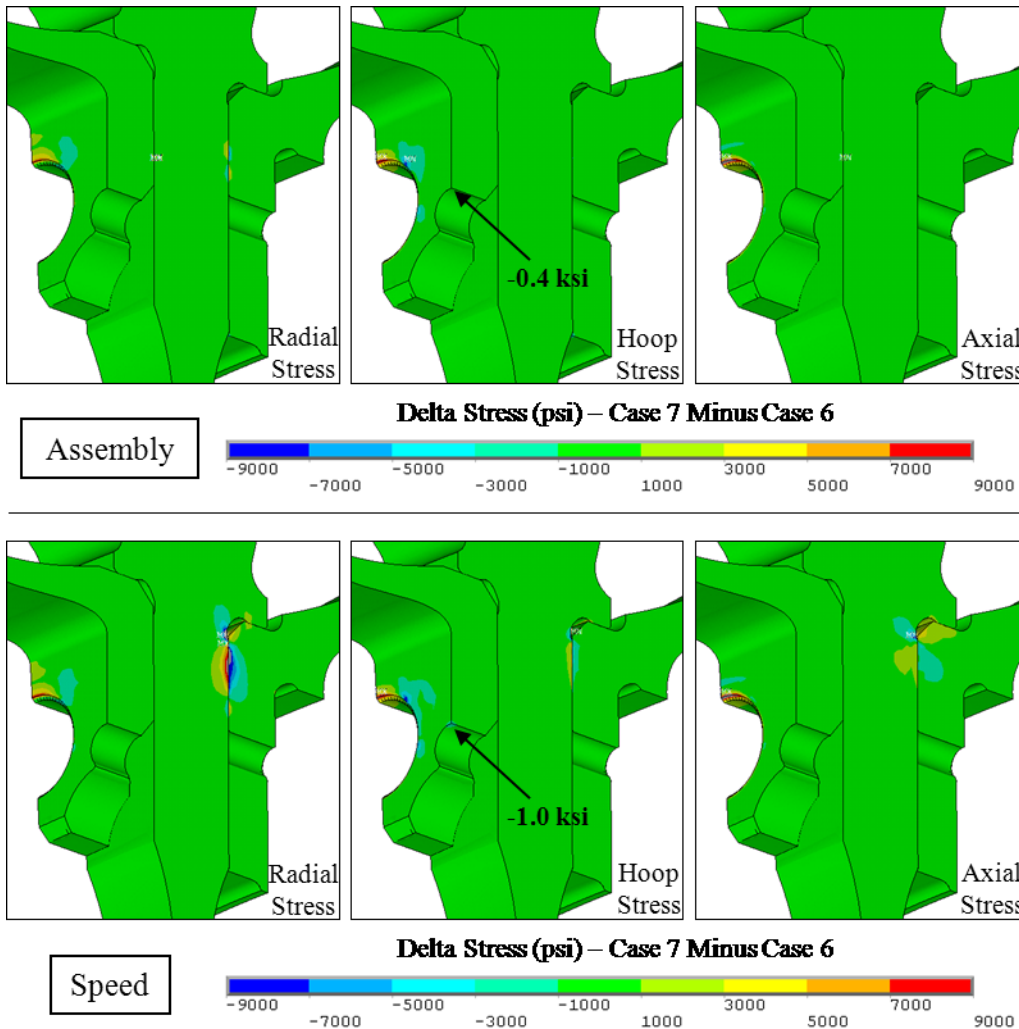 -0.4 ksi
Radial
Stress
Hoop
Stress
Axial
Stress
Delta Stress (psi) – Case 7 Minus Case 6
Assembly
-9000 -5000 -1000 3000 7000
-7000 -3000 1000 5000 9000
-1.0 ksi
Radial
Stress
Hoop
Stress
Axial
Stress
Delta Stress (psi) – Case 7 Minus Case 6
Speed
-9000 -5000 -1000 3000 7000
-7000 -3000 1000 5000 9000